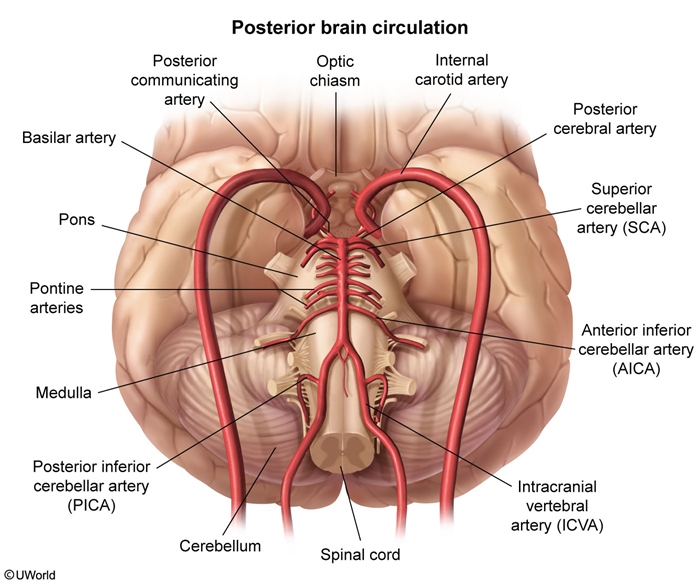 Posterior brain circulation
Posterior
communicating
artery
Optic
chiasm
Internal
carotid artery
Basilar artery
Posterior
cerebral artery
Pons
Superior
cerebellar
artery (SCA)
Pontine
arteries
Anterior inferior
cerebellar artery
(AICA)
Medulla
Posterior inferior
cerebellar artery
(PICA)
Intracranial
vertebral
artery (ICVA)
Cerebellum
Spinal cord
©UWorld